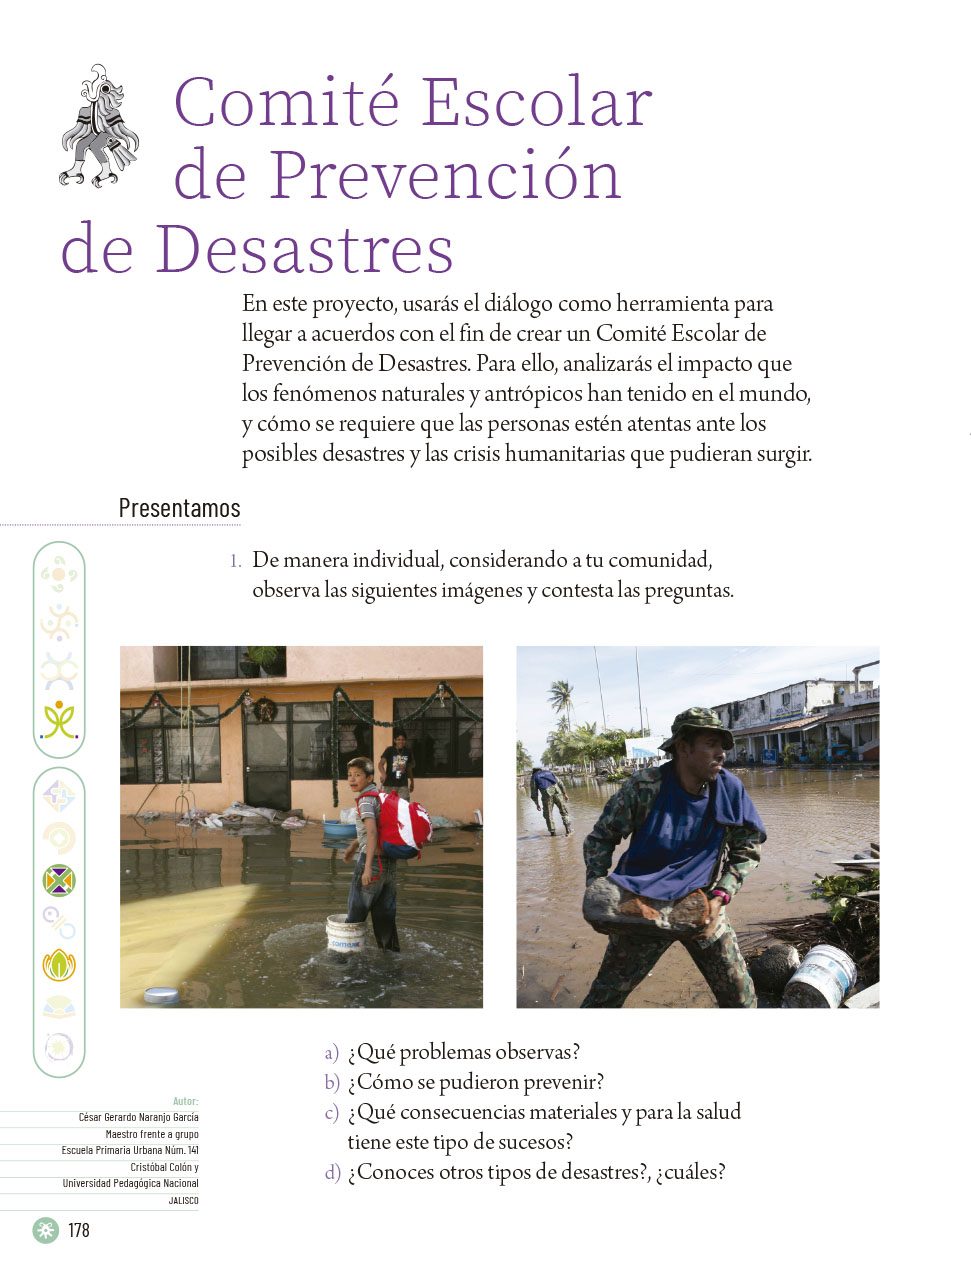 Comité Escolar
de Prevención
de Desastres
En este proyecto, usarás el diálogo como herramienta para
llegar a acuerdos con el fin de crear un Comité Escolar de
Prevención de Desastres. Para ello, analizarás el impacto que
los fenómenos naturales y antrópicos han tenido en el mundo,
y cómo se requiere que las personas estén atentas ante los
posibles desastres y las crisis humanitarias que pudieran surgir.
Presentamos
1. De manera individual, considerando a tu comunidad,
observa las siguientes imágenes y contesta las preguntas.
comex
a) ¿Qué problemas observas?
b) ¿Cómo se pudieron prevenir?
c) ¿Qué consecuencias materiales y para la salud
tiene este tipo de sucesos?
d) ¿Conoces otros tipos de desastres?, ¿cuáles?
Autor:
César Gerardo Naranjo García
Maestro frente a grupo
Escuela Primaria Urbana Núm. 141
Cristóbal Colón y
Universidad Pedagógica Nacional
JALISCO
178